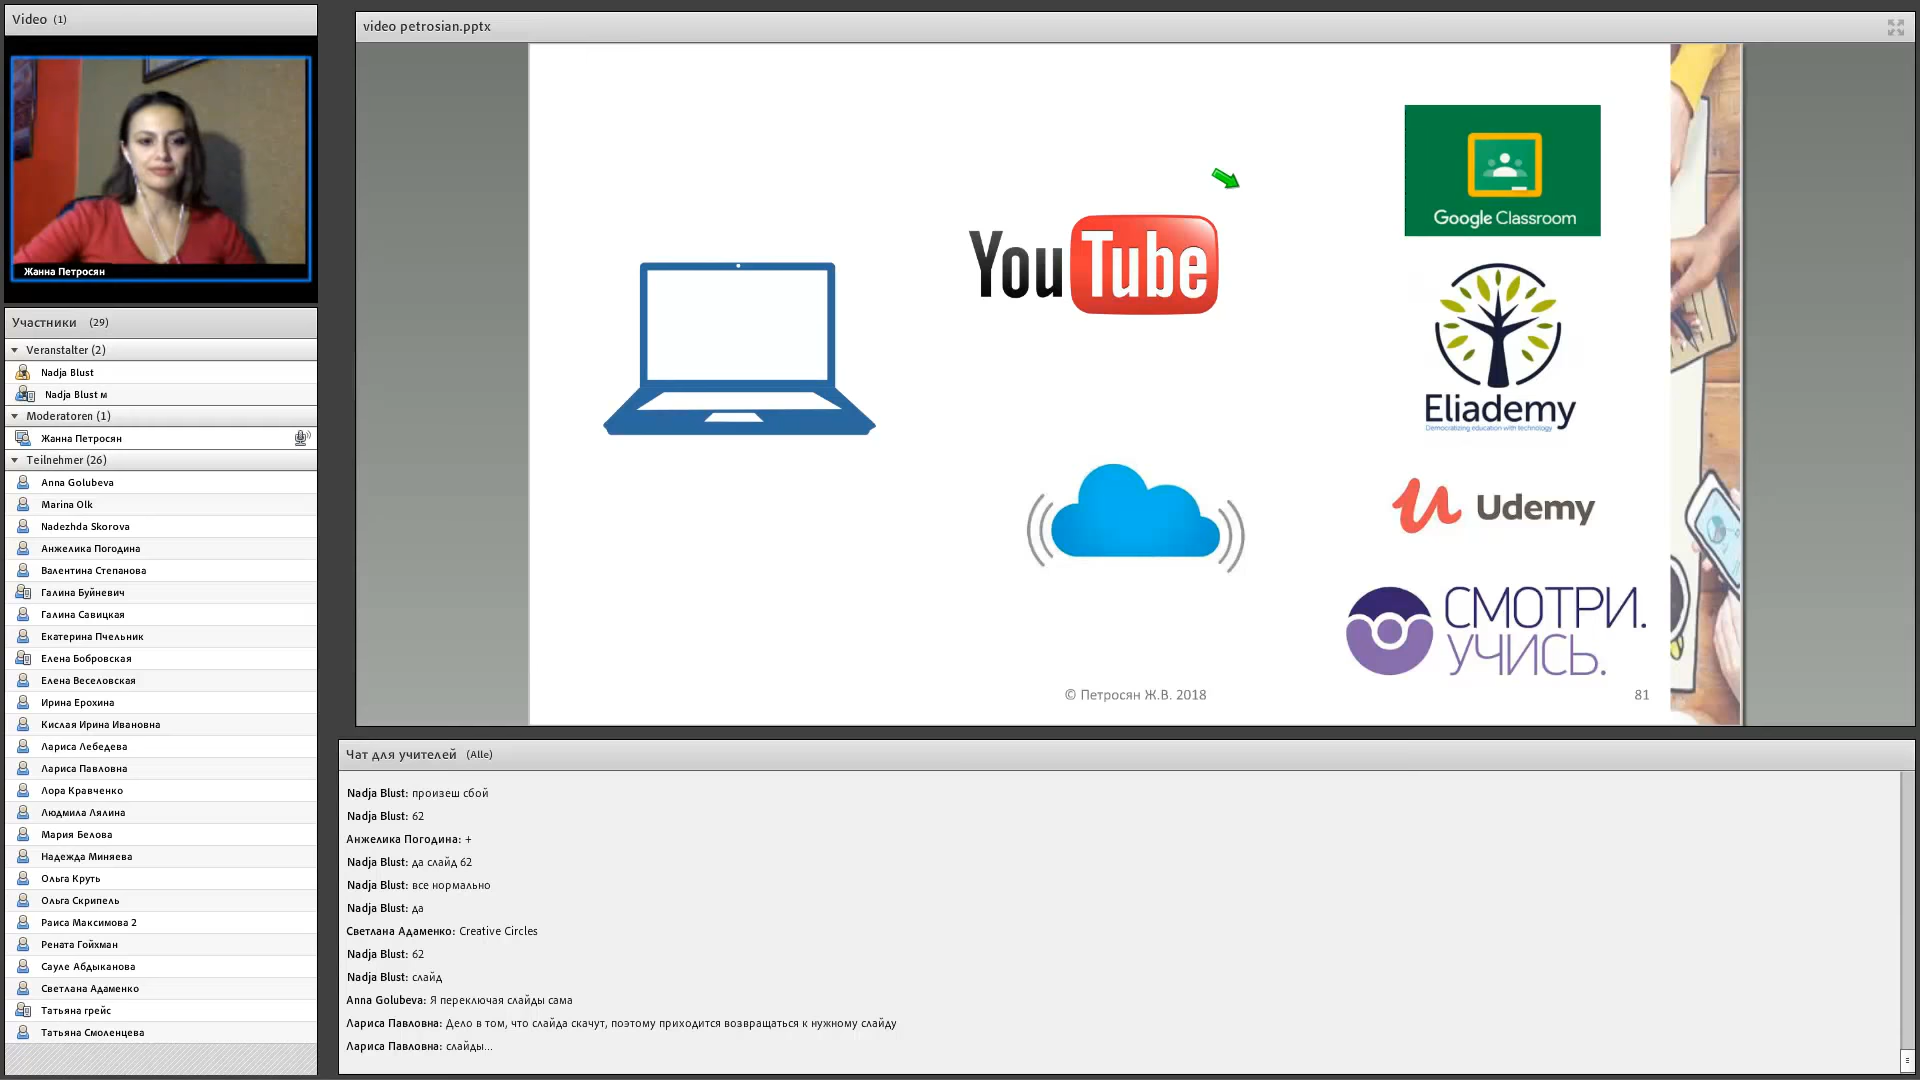 Video (1)
Жанна Петросян
Участники (29)
Veranstalter (2)
Nadja Blust
Nadja Blust м
Moderatoren (1)
Жанна Петросян
Teilnehmer (26)
Anna Golubeva
Marina Olk
Nadezhda Skorova
Анжелика Погодина
Валентина Степанова
Галина Буйневич
Галина Савицкая
Екатерина Пчельник
Елена Бобровская
Елена Веселовская
Ирина Ерохина
Кислая Ирина Ивановна
Лариса Лебедева
Лариса Павловна
Лора Кравченко
Людмила Лялина
Мария Белова
Надежда Миняева
Ольга Круть
Ольга Скрипель
Раиса Максимова 2
Рената Гойхман
Сауле Абдыканова
Светлана Адаменко
Татьяна грейс
Татьяна Смоленцева
video petrosian.pptx
YouTube
Google Classroom
Eliademy
Democratizing education with technology
Udemy
СМОТРИ.
УЧИСЬ.
© Петросян Ж.В. 2018
81
Чат для учителей (Alle)
Nadja Blust: произеш сбой
Nadja Blust: 62
Анжелика Погодина: +
Nadja Blust: да слайд 62
Nadja Blust: все нормально
Nadja Blust: да
Светлана Адаменко: Creative Circles
Nadja Blust: 62
Nadja Blust: слайд
Anna Golubeva: Я переключая слайды сама
Лариса Павловна: Дело в том, что слайда скачут, поэтому приходится возвращаться к нужному слайду
Лариса Павловна: слайды...